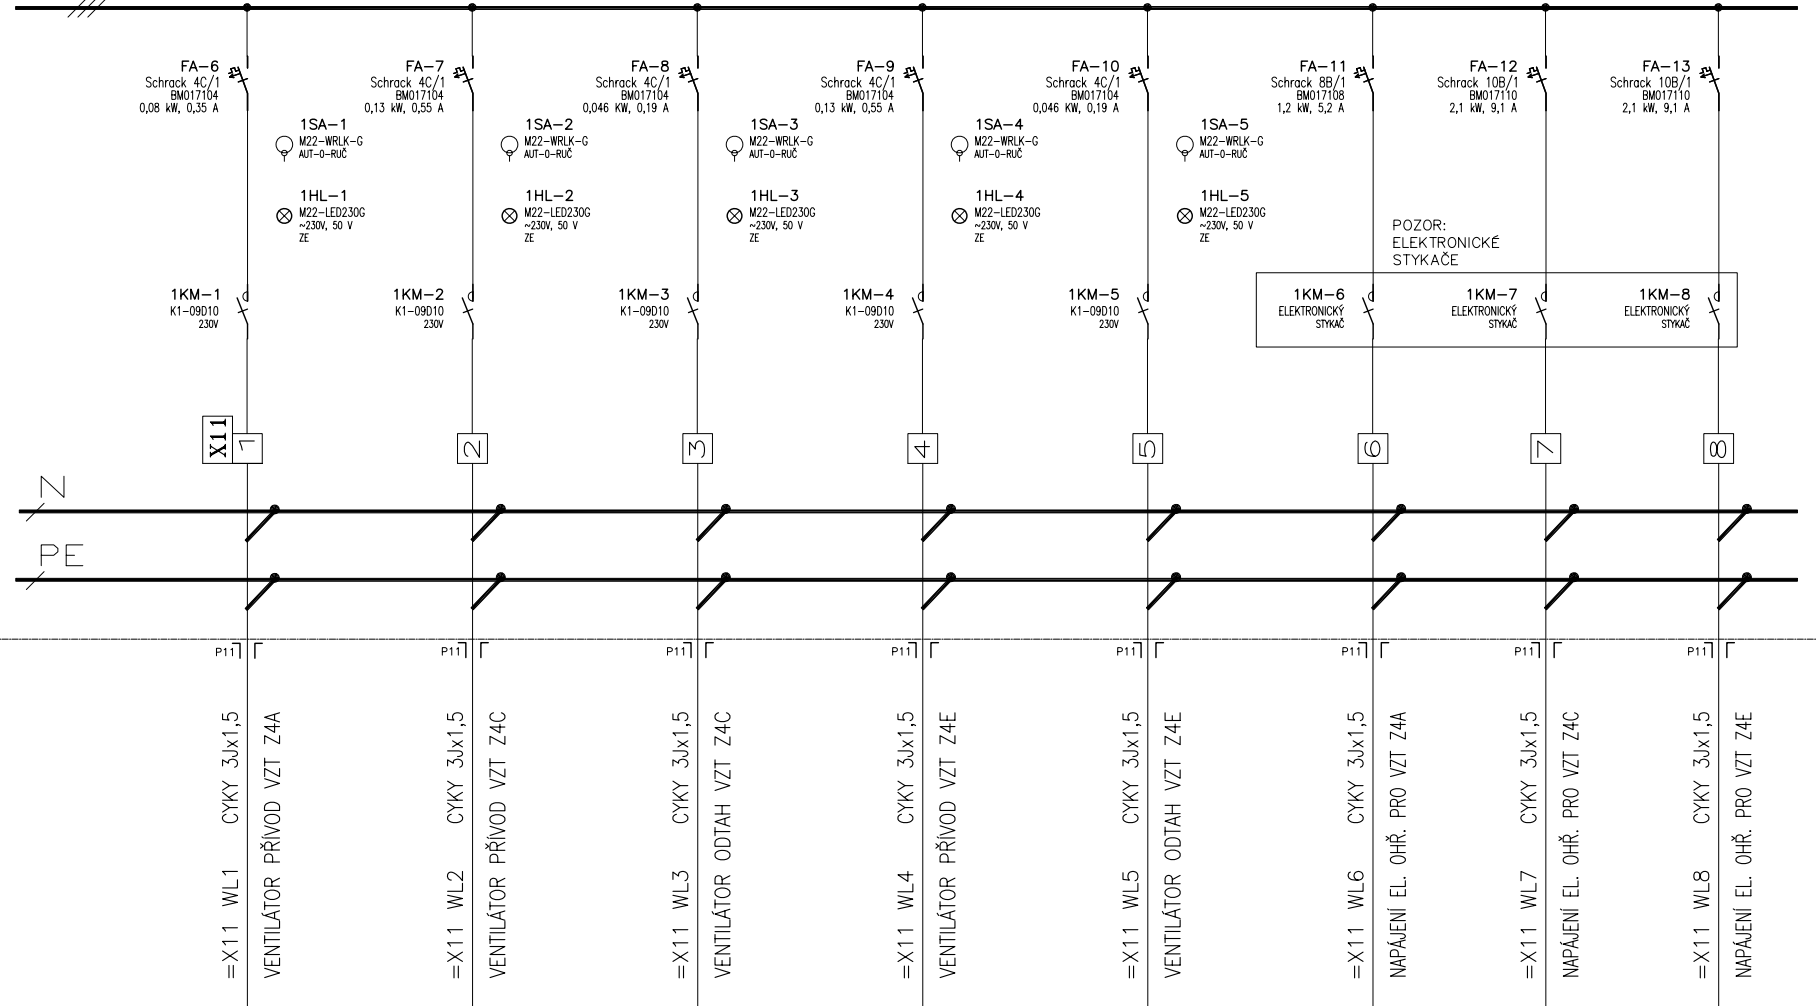 FA-6
Schrack 4C/1
BM017104
0,08 kW, 0,35 A
FA-7
Schrack 4C/1
BM017104
0,13 kW, 0,55 A
FA-8
Schrack 4C/1
BM017104
0,046 KW, 0,19 A
FA-9
Schrack 4C/1
BM017104
0,13 kW, 0,55 A
FA-10
Schrack 4C/1
BM017104
0,046 KW, 0,19 A
FA-11
Schrack 8B/1
BM017108
1,2 kW, 5,2 A
FA-12
Schrack 10B/1
BM017110
2,1 kW, 9,1 A
FA-13
Schrack 10B/1
BM017110
2,1 kW, 9,1 A
1SA-1
M22-WRLK-G
AUT-0-RUČ
1SA-2
M22-WRLK-G
AUT-0-RUČ
1SA-3
M22-WRLK-G
AUT-0-RUČ
1SA-4
M22-WRLK-G
AUT-0-RUČ
1SA-5
M22-WRLK-G
AUT-0-RUČ
1HL-1
M22-LED230G
~230V, 50 V
ZE
1HL-2
M22-LED230G
~230V, 50 V
ZE
1HL-3
M22-LED230G
~230V, 50 V
ZE
1HL-4
M22-LED230G
~230V, 50 V
ZE
1HL-5
M22-LED230G
~230V, 50 V
ZE
POZOR:
ELEKTRONICKÉ
STYKAČE
1KM-1
K1-09D10
230V
1KM-2
K1-09D10
230V
1KM-3
K1-09D10
230V
1KM-4
K1-09D10
230V
1KM-5
K1-09D10
230V
1KM-6
ELEKTRONICKÝ
STYKAČ
1KM-7
ELEKTRONICKÝ
STYKAČ
1KM-8
ELEKTRONICKÝ
STYKAČ
X11
1
2
3
4
5
6
7
8
N
PE
P11
P11
P11
P11
P11
P11
P11
P11
=X11 WL1 CYKY 3Jx1,5
VENTILÁTOR PŘÍVOD VZT Z4A
=X11 WL2 CYKY 3Jx1,5
VENTILÁTOR PŘÍVOD VZT Z4C
=X11 WL3 CYKY 3Jx1,5
VENTILÁTOR ODTAH VZT Z4C
=X11 WL4 CYKY 3Jx1,5
VENTILÁTOR PŘÍVOD VZT Z4E
=X11 WL5 CYKY 3Jx1,5
VENTILÁTOR ODTAH VZT Z4E
=X11 WL6 CYKY 3Jx1,5
NAPÁJENÍ EL. OHŘ. PRO VZT Z4A
=X11 WL7 CYKY 3Jx1,5
NAPÁJENÍ EL. OHŘ. PRO VZT Z4C
=X11 WL8 CYKY 3Jx1,5
NAPÁJENÍ EL. OHŘ. PRO VZT Z4E